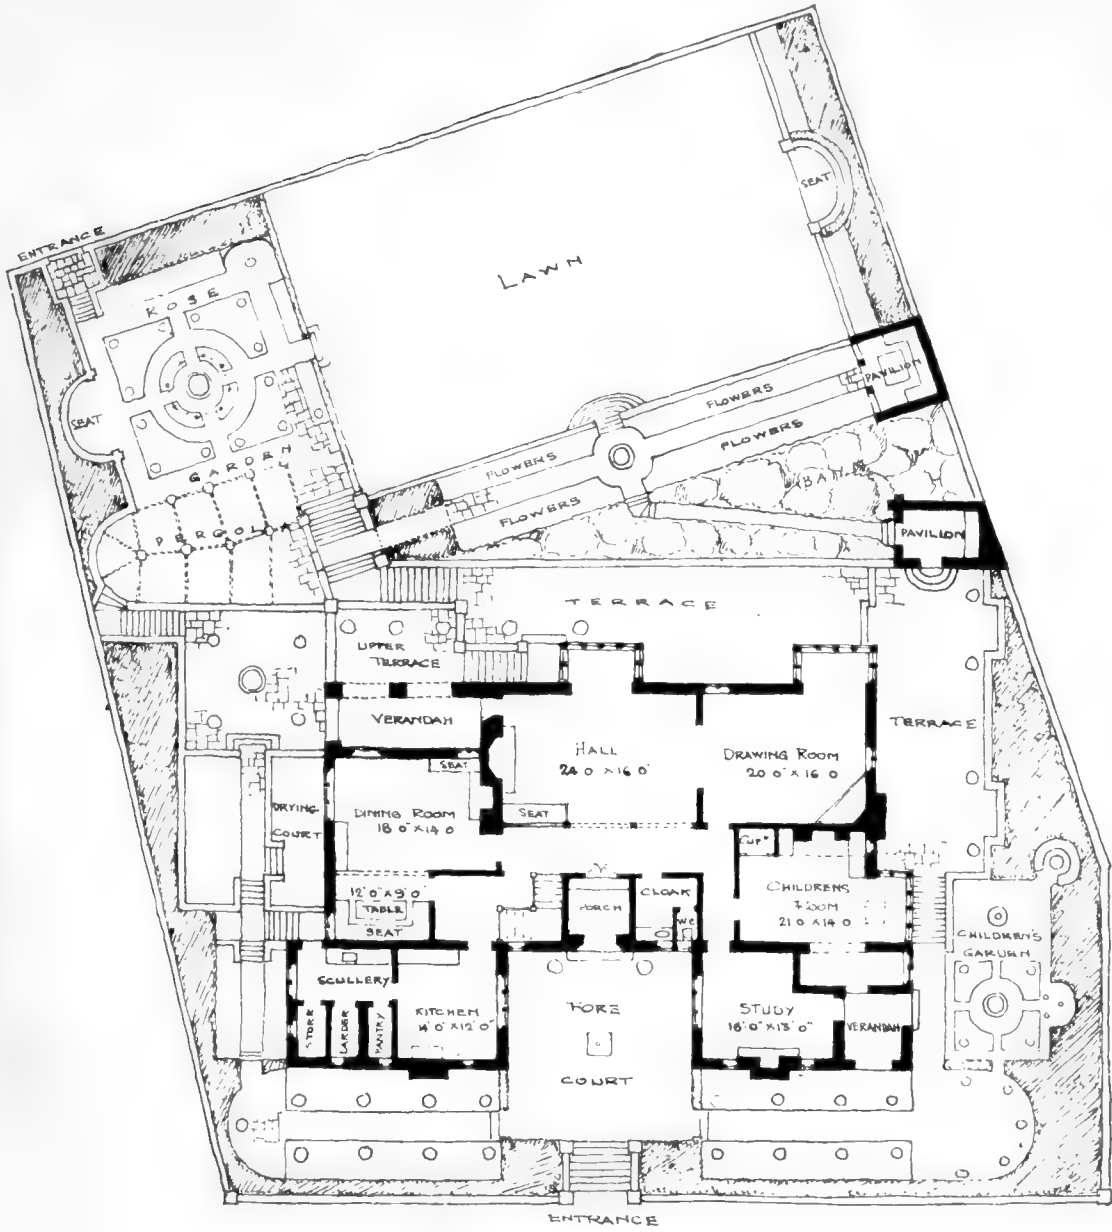 ENTRANCE
ROSE
LAWN
SEAT
SEAT
GARDEN
PERGOLA
FLOWERS
FLOWERS
FLOWERS
FLOWERS
PAVILION
BANK
PAVILION
TERRACE
UPPER
TERRACE
VERANDAH
TERRACE
HALL
24'0" X 16'0"
DRAWING ROOM
20'0" X 16'0
SEAT
DINING ROOM
18'0" X 14'0
SEAT
DRYING
COURT
12'0" X 9'0"
TABLE
SEAT
PORCH
CLOAK
WC
CUPD
CHILDRENS
ROOM
21'0 X 14'0
CHILDREN'S
GARDEN
SCULLERY
STORE
LARDER
PANTRY
KITCHEN
14'0" X 12'0"
FORE
COURT
STUDY
18'0" X 13'0"
VERANDAH
ENTRANCE